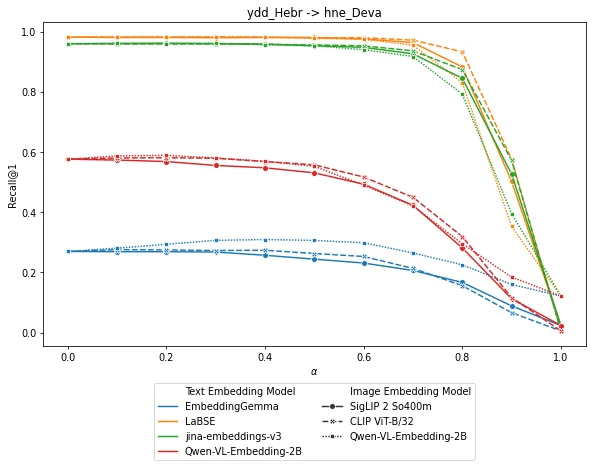 ydd_Hebr -> hne_Deva
1.0
0.8
0.6
0.4
0.2
0.0
Recall@1
0.0 0.2 0.4 0.6 0.8 1.0
α
Text Embedding Model
EmbeddingGemma
LaBSE
jina-embeddings-v3
Qwen-VL-Embedding-2B
Image Embedding Model
SigLIP 2 So400m
CLIP ViT-B/32
Qwen-VL-Embedding-2B